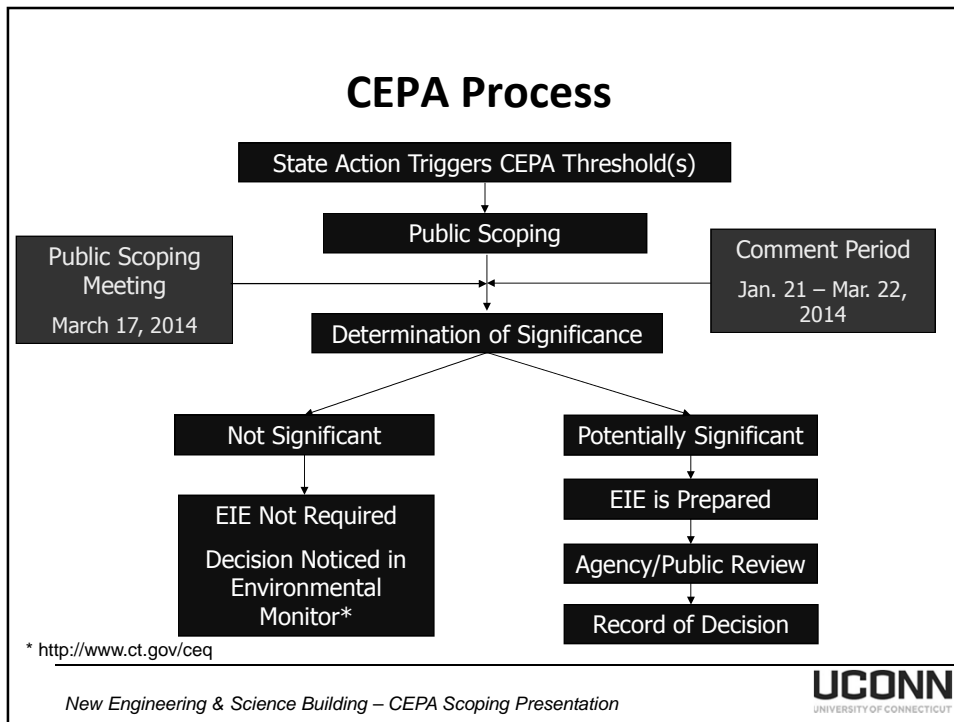 CEPA Process
State Action Triggers CEPA Threshold(s)
Public Scoping
Public Scoping
Meeting
March 17, 2014
Comment Period
Jan. 21 – Mar. 22,
2014
Determination of Significance
Not Significant
Potentially Significant
EIE Not Required
Decision Noticed in
Environmental
Monitor*
EIE is Prepared
Agency/Public Review
Record of Decision
* http://www.ct.gov/ceq
New Engineering & Science Building – CEPA Scoping Presentation
UCONN
UNIVERSITY OF CONNECTICUT